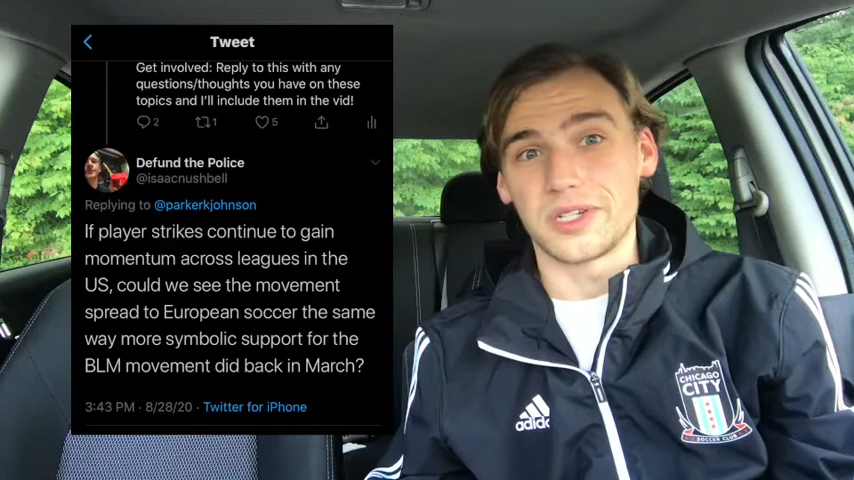 Tweet
Get involved: Reply to this with any
questions/thoughts you have on these
topics and I'll include them in the vid!
2 1 5
Defund the Police
@isaacnushbell
Replying to @parkerkjohnson
If player strikes continue to gain
momentum across leagues in the
US, could we see the movement
spread to European soccer the same
way more symbolic support for the
BLM movement did back in March?
3:43 PM · 8/28/20 · Twitter for iPhone
adidas
CHICAGO
CITY
SOCCER CLUB